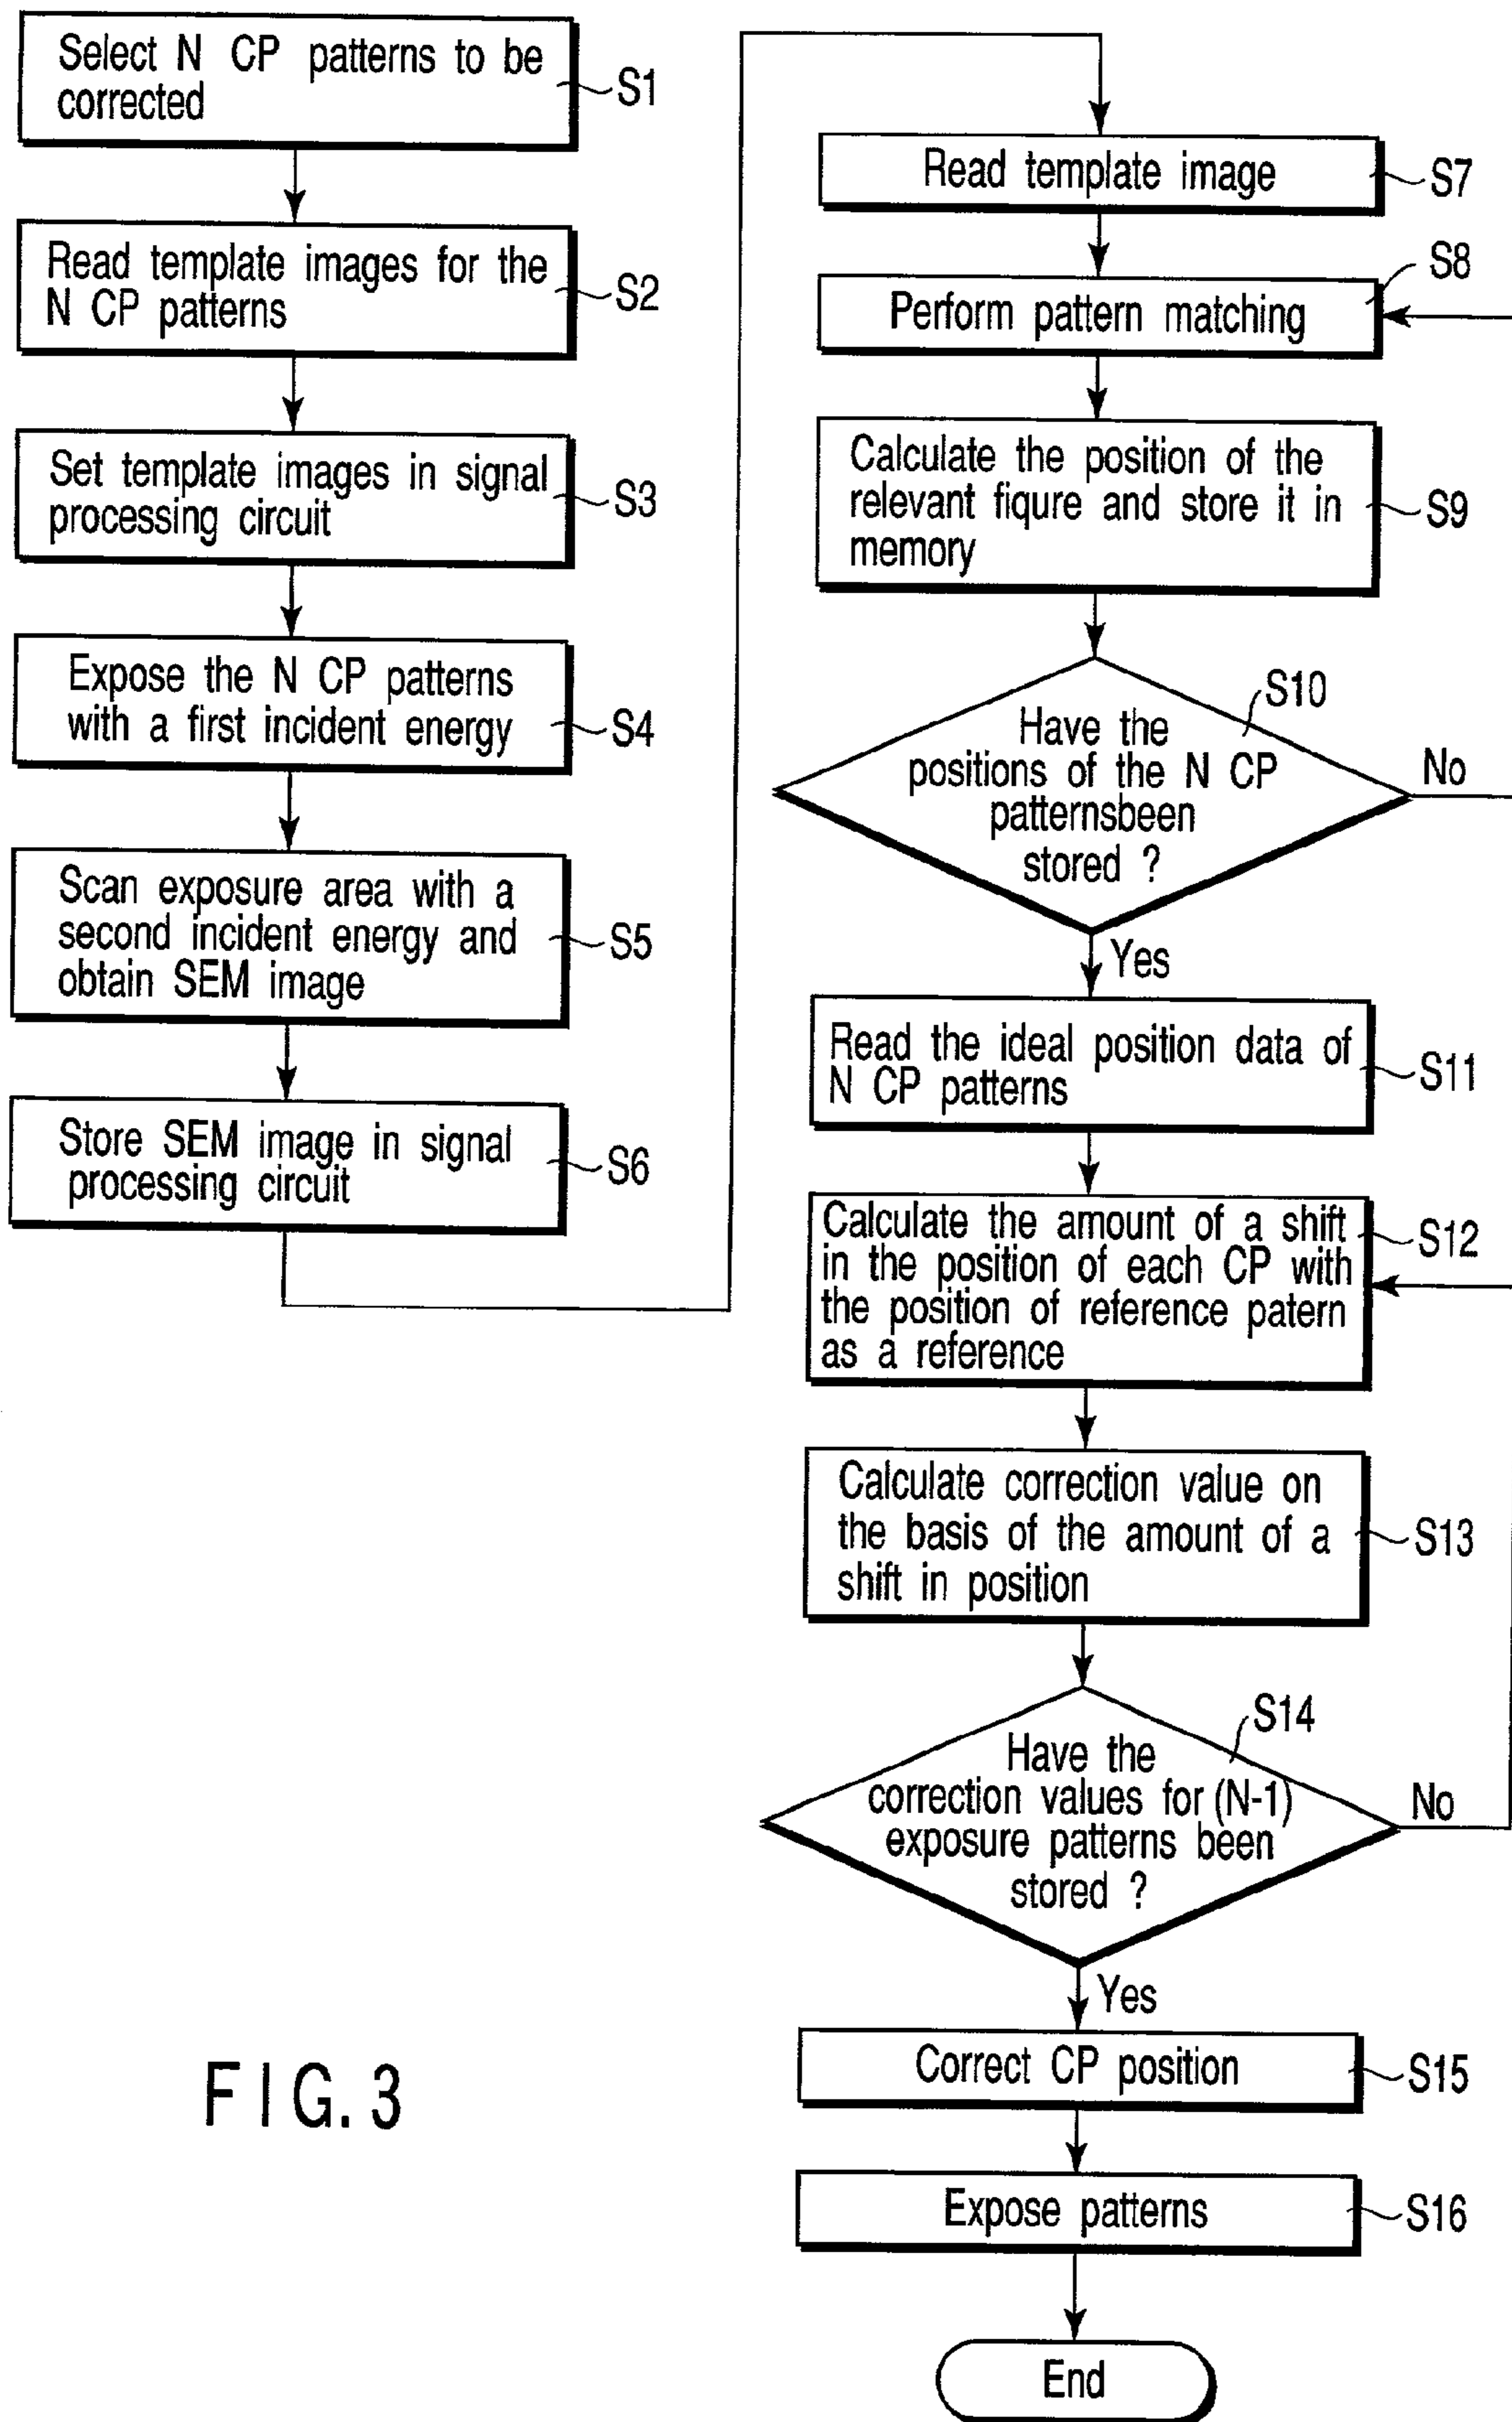 Select N CP patterns to be
corrected
S1
Read template images for the
N CP patterns
S2
Set template images in signal
processing circuit
S3
Expose the N CP patterns
with a first incident energy
S4
Scan exposure area with a
second incident energy and
obtain SEM image
S5
Store SEM image in signal
processing circuit
S6
Read template image
S7
Perform pattern matching
S8
Calculate the position of the
relevant fiqure and store it in
memory
S9
Have the
positions of the N CP
patternsbeen
stored ?
S10
No
Yes
Read the ideal position data of
N CP patterns
S11
Calculate the amount of a shift
in the position of each CP with
the position of reference patern
as a reference
S12
Calculate correction value on
the basis of the amount of a
shift in position
S13
Have the
correction values for (N-1)
exposure patterns been
stored ?
S14
No
Yes
Correct CP position
S15
Expose patterns
S16
End
FIG. 3